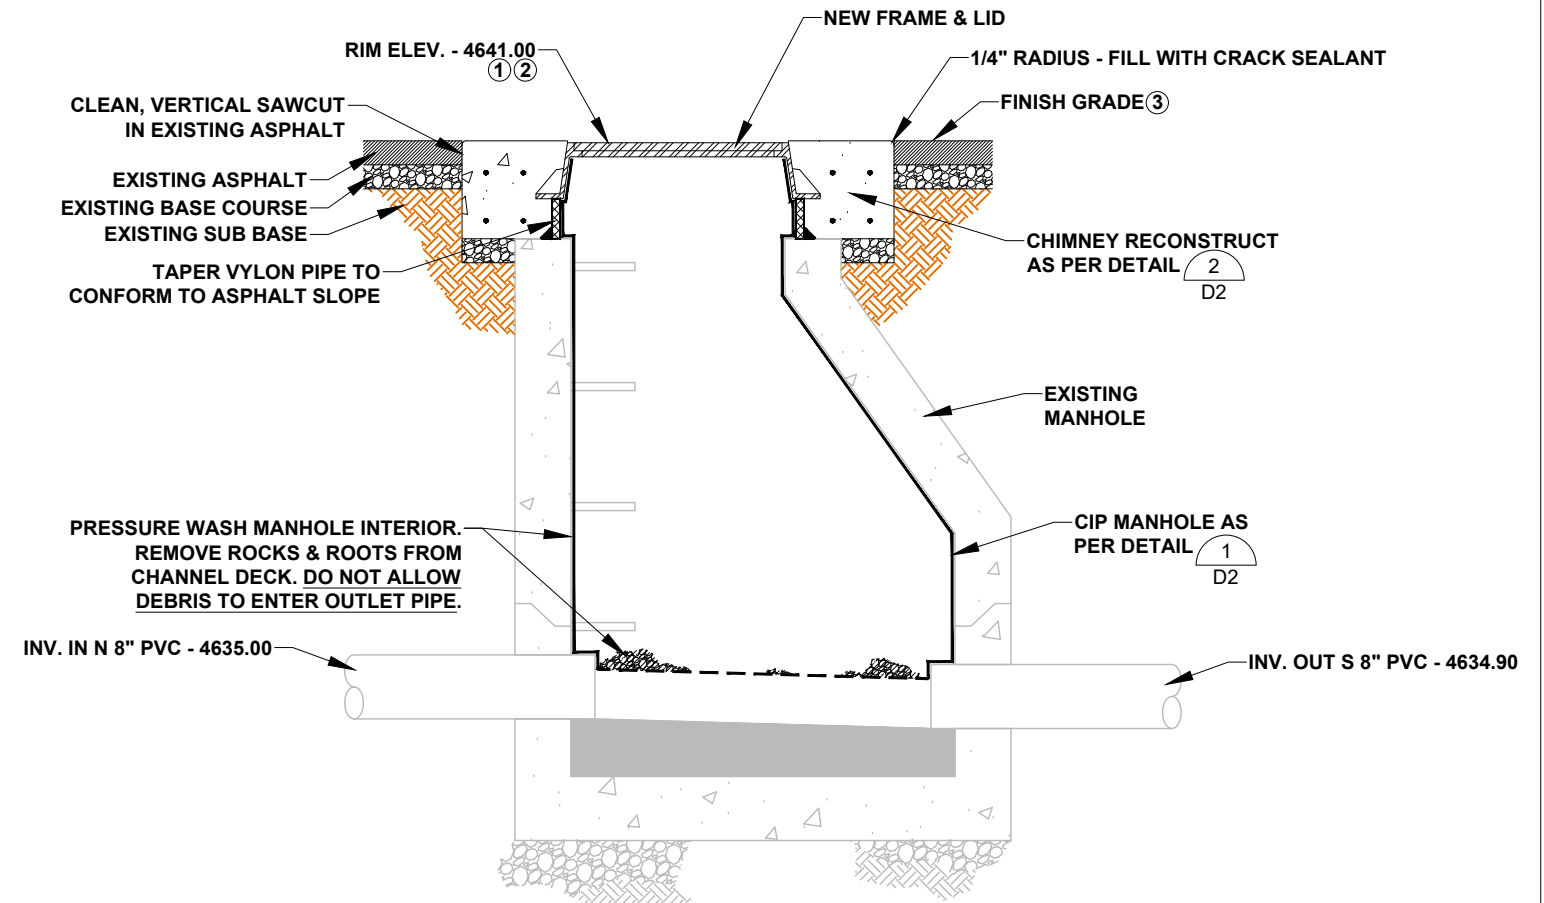 NEW FRAME & LID
RIM ELEV. - 4641.00
1 2
1/4" RADIUS - FILL WITH CRACK SEALANT
CLEAN, VERTICAL SAWCUT
IN EXISTING ASPHALT
FINISH GRADE 3
EXISTING ASPHALT
EXISTING BASE COURSE
EXISTING SUB BASE
TAPER VYLON PIPE TO
CONFORM TO ASPHALT SLOPE
CHIMNEY RECONSTRUCT
AS PER DETAIL 2
D2
EXISTING
MANHOLE
PRESSURE WASH MANHOLE INTERIOR.
REMOVE ROCKS & ROOTS FROM
CHANNEL DECK. DO NOT ALLOW
DEBRIS TO ENTER OUTLET PIPE.
CIP MANHOLE AS
PER DETAIL 1
D2
INV. IN N 8" PVC - 4635.00
INV. OUT S 8" PVC - 4634.90